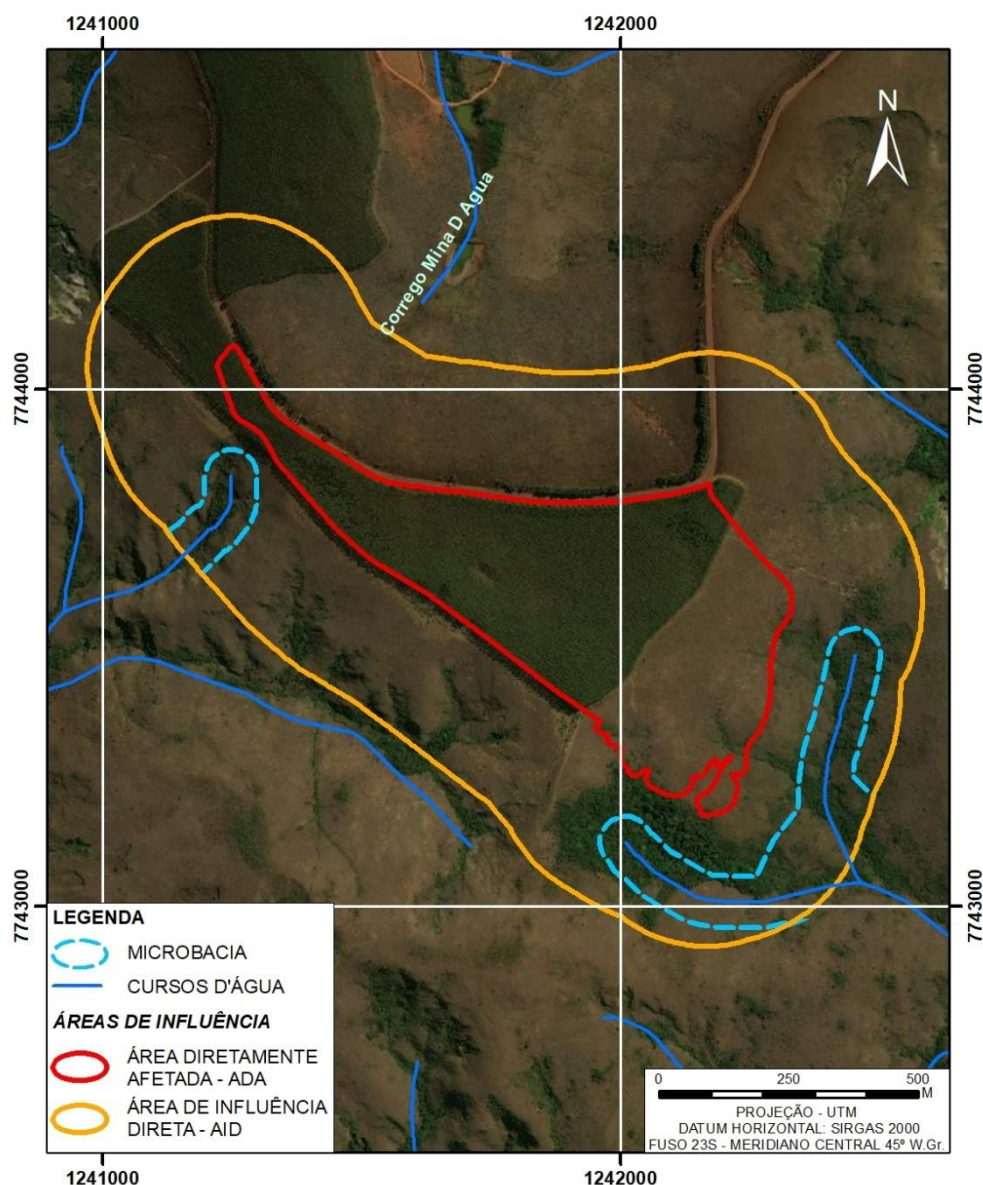 1241000
1242000
N
Corrego Mina D Agua
7744000
7744000
7743000
7743000
LEGENDA
MICROBACIA
CURSOS D'ÁGUA
ÁREAS DE INFLUÊNCIA
ÁREA DIRETAMENTE
AFETADA - ADA
ÁREA DE INFLUÊNCIA
DIRETA - AID
0 250 500
M
PROJEÇÃO - UTM
DATUM HORIZONTAL: SIRGAS 2000
FUSO 23S - MERIDIANO CENTRAL 45º W.Gr.
1241000
1242000